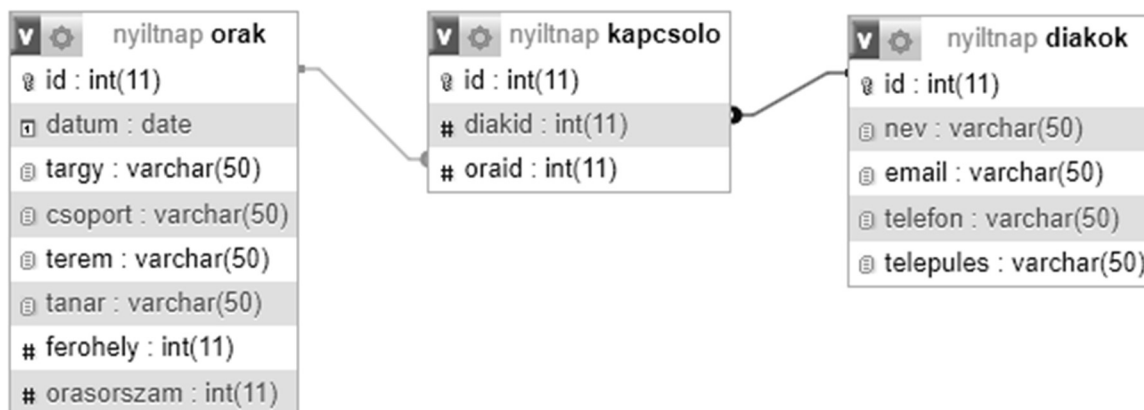 v nyiltnap orak
id : int(11)
datum : date
targy : varchar(50)
csoport : varchar(50)
terem : varchar(50)
tanar : varchar(50)
# ferohely : int(11)
# orasorszam : int(11)
v nyiltnap kapcsolo
id : int(11)
# diakid : int(11)
# oraid : int(11)
v nyiltnap diakok
id : int(11)
nev : varchar(50)
email : varchar(50)
telefon : varchar(50)
telepules : varchar(50)